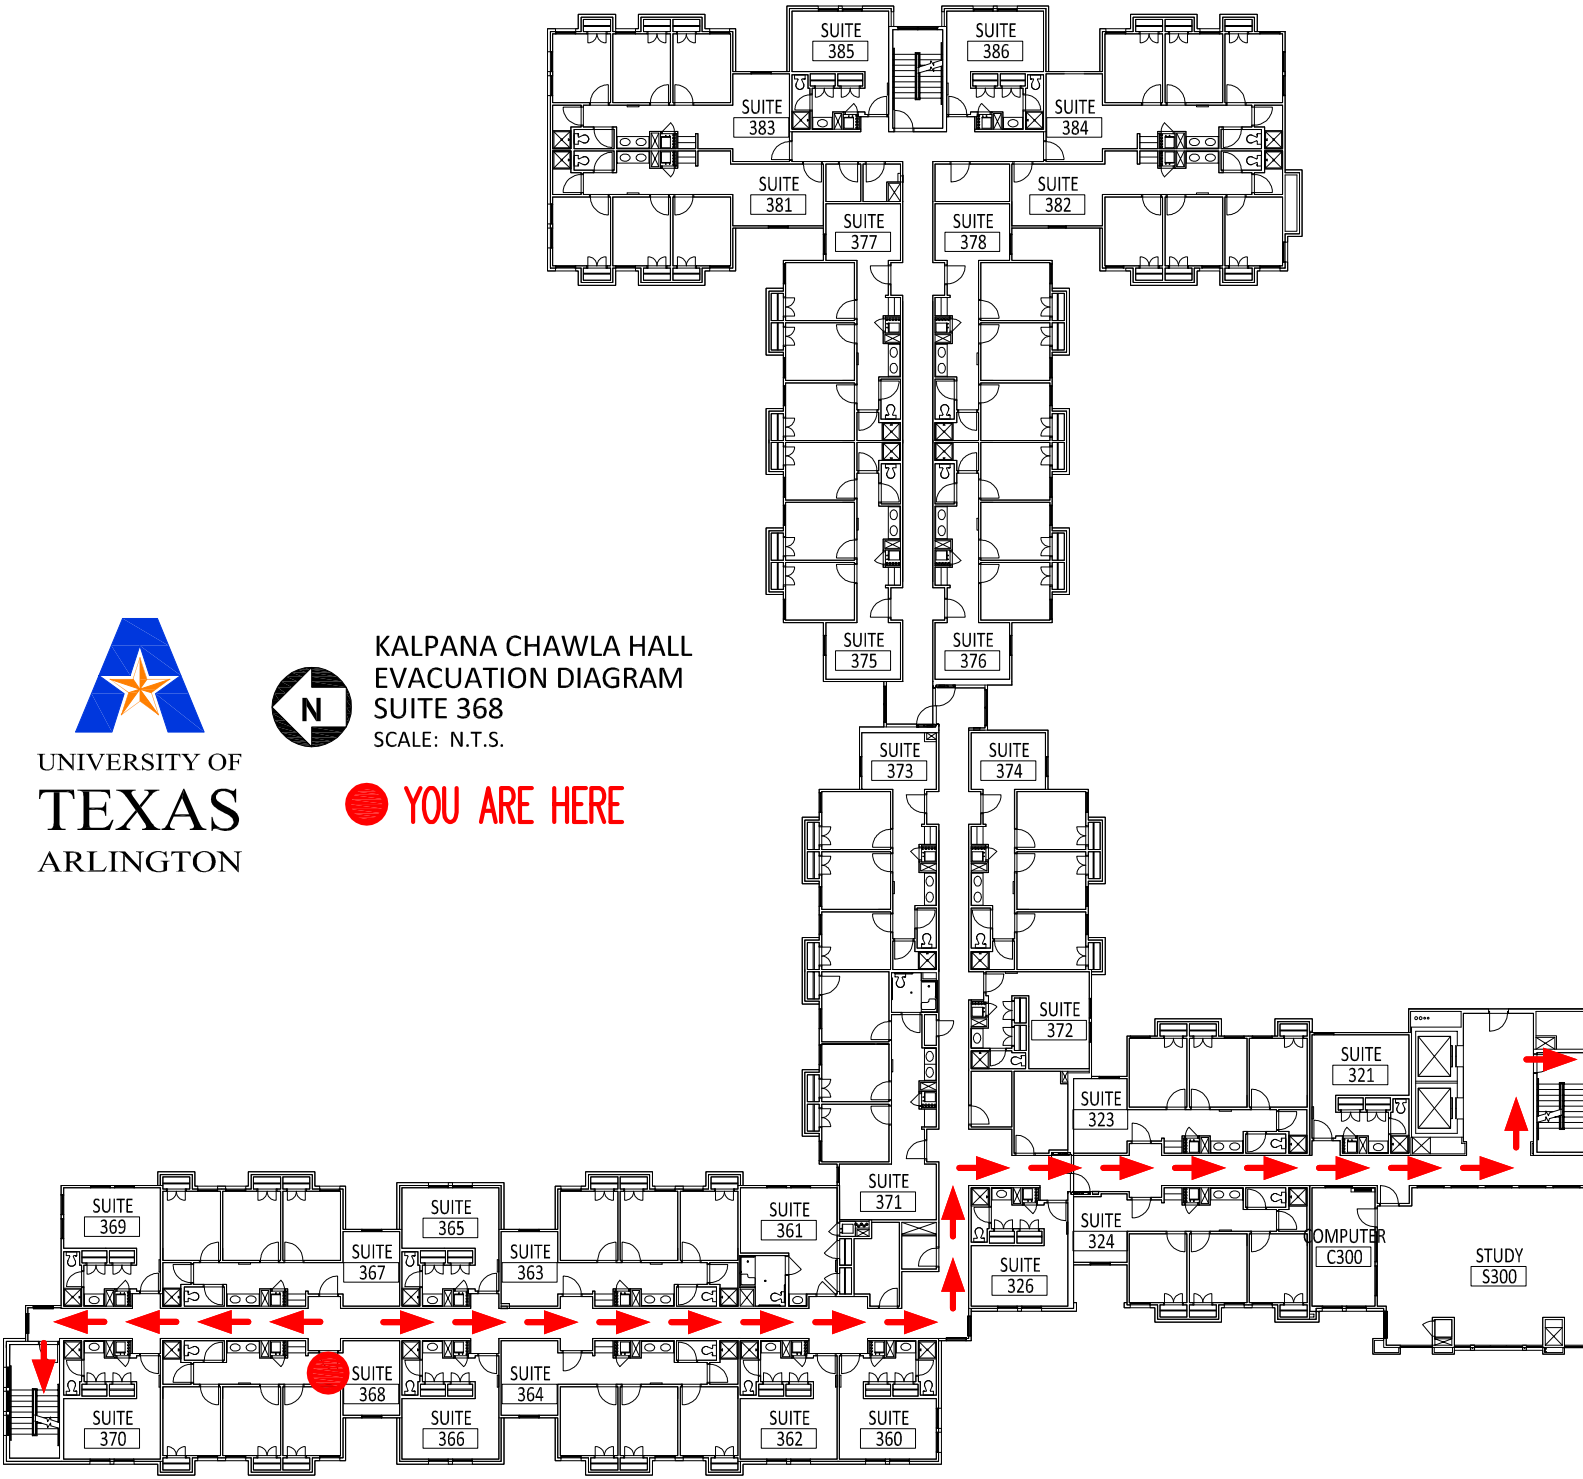 SUITE
385
SUITE
386
SUITE
383
SUITE
384
SUITE
381
SUITE
382
SUITE
377
SUITE
378
SUITE
375
SUITE
376
UNIVERSITY OF
TEXAS
ARLINGTON
N
KALPANA CHAWLA HALL
EVACUATION DIAGRAM
SUITE 368
SCALE: N.T.S.
YOU ARE HERE
SUITE
373
SUITE
374
SUITE
372
SUITE
321
SUITE
323
SUITE
371
SUITE
369
SUITE
365
SUITE
361
SUITE
367
SUITE
363
SUITE
324
SUITE
326
COMPUTER
C300
STUDY
S300
SUITE
368
SUITE
364
SUITE
370
SUITE
366
SUITE
362
SUITE
360